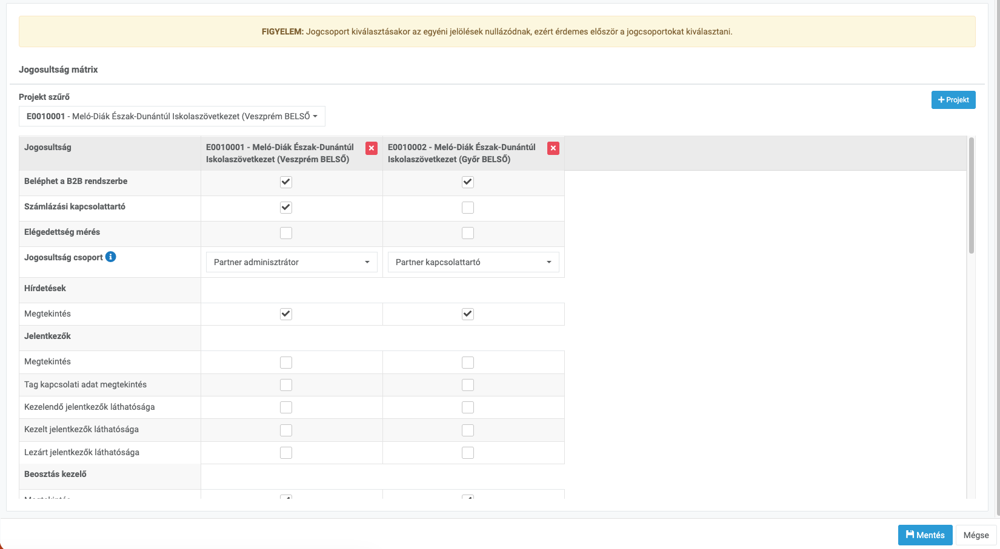 FIGYELEM: Jogcsoport kiválasztásakor az egyéni jelölések nullázódnak, ezért érdemes először a jogcsoportokat kiválasztani.
Jogosultság mátrix
Projekt szűrő
+ Projekt
E0010001 - Meló-Diák Észak-Dunántúl Iskolaszövetkezet (Veszprém BELSŐ
Jogosultság
E0010001 - Meló-Diák Észak-Dunántúl
Iskolaszövetkezet (Veszprém BELSŐ)
E0010002 - Meló-Diák Észak-Dunántúl
Iskolaszövetkezet (Győr BELSŐ)
Beléphet a B2B rendszerbe
Számlázási kapcsolattartó
Elégedettség mérés
Jogosultság csoport
Partner adminisztrátor
Partner kapcsolattartó
Hírdetések
Megtekintés
Jelentkezők
Megtekintés
Tag kapcsolati adat megtekintés
Kezelendő jelentkezők láthatósága
Kezelt jelentkezők láthatósága
Lezárt jelentkezők láthatósága
Beosztás kezelő
Megtekintés
Mentés
Mégse